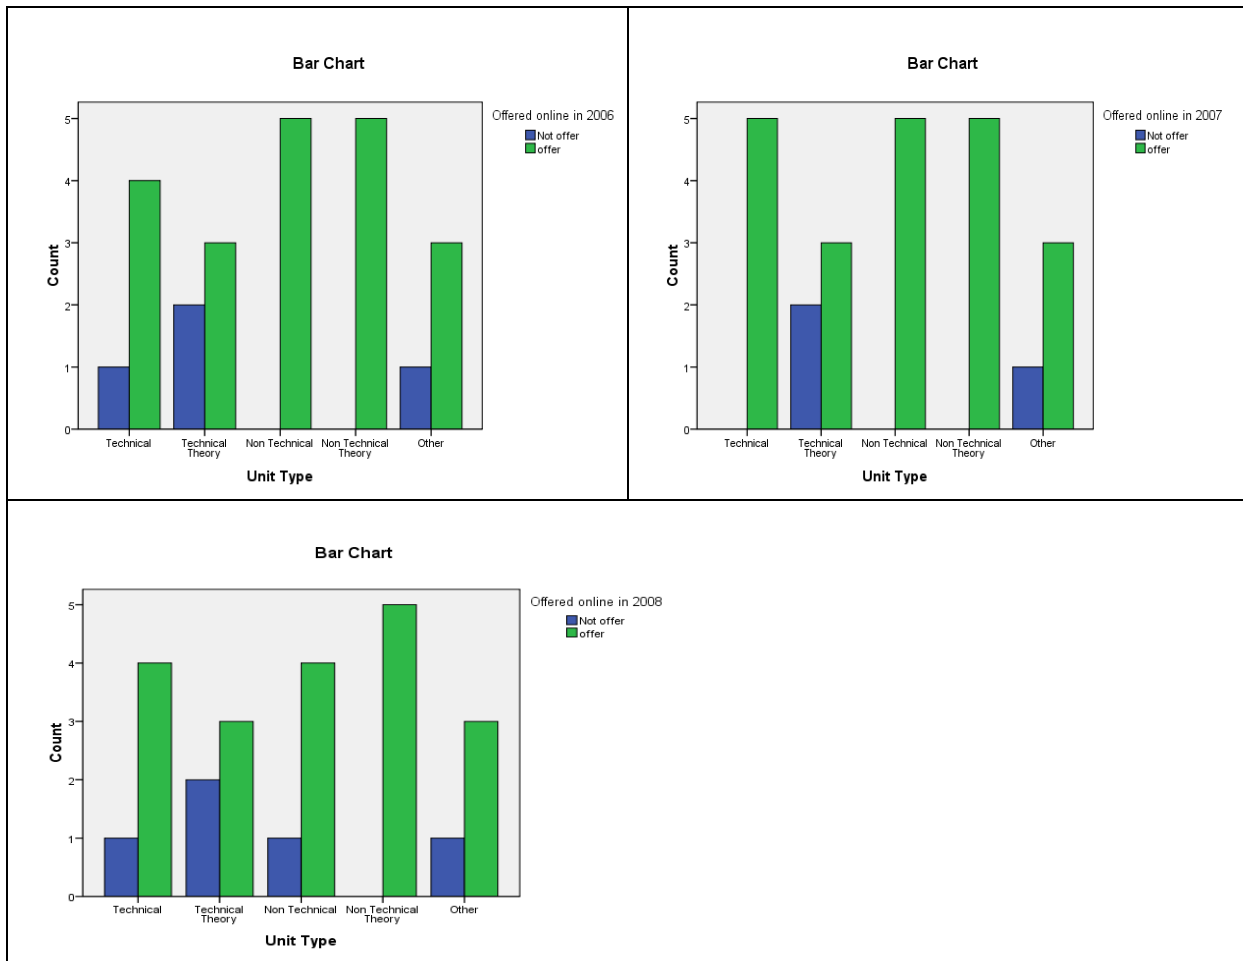 Bar Chart
Offered online in 2006
Not offer
offer
5
4
3
2
1
0
Count
Technical
Technical Theory
Non Technical
Non Technical Theory
Other
Unit Type
Bar Chart
Offered online in 2007
Not offer
offer
5
4
3
2
1
0
Count
Technical
Technical Theory
Non Technical
Non Technical Theory
Other
Unit Type
Bar Chart
Offered online in 2008
Not offer
offer
5
4
3
2
1
0
Count
Technical
Technical Theory
Non Technical
Non Technical Theory
Other
Unit Type